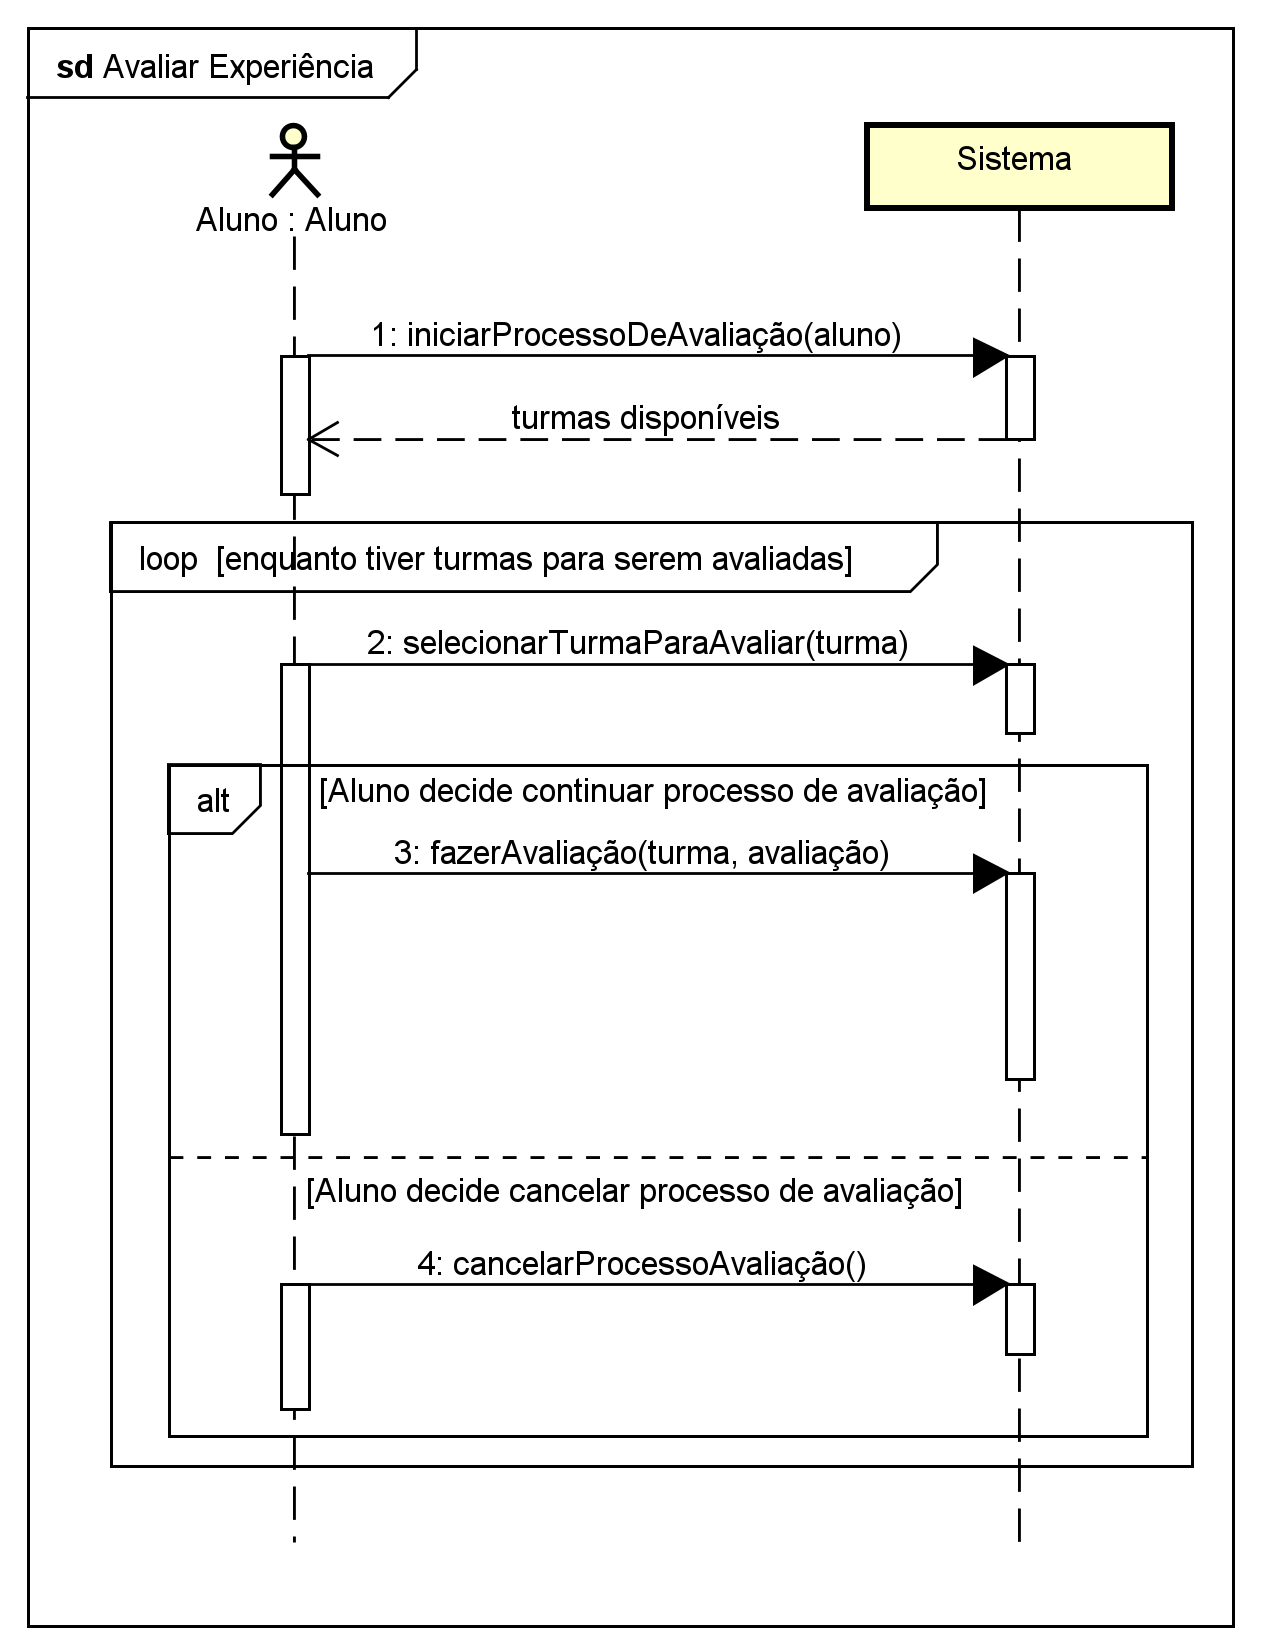 sd Avaliar Experiência
Sistema
Aluno : Aluno
1: iniciarProcessoDeAvaliação(aluno)
turmas disponíveis
loop [enquanto tiver turmas para serem avaliadas]
2: selecionarTurmaParaAvaliar(turma)
alt [Aluno decide continuar processo de avaliação]
3: fazerAvaliação(turma, avaliação)
[Aluno decide cancelar processo de avaliação]
4: cancelarProcessoAvaliação()